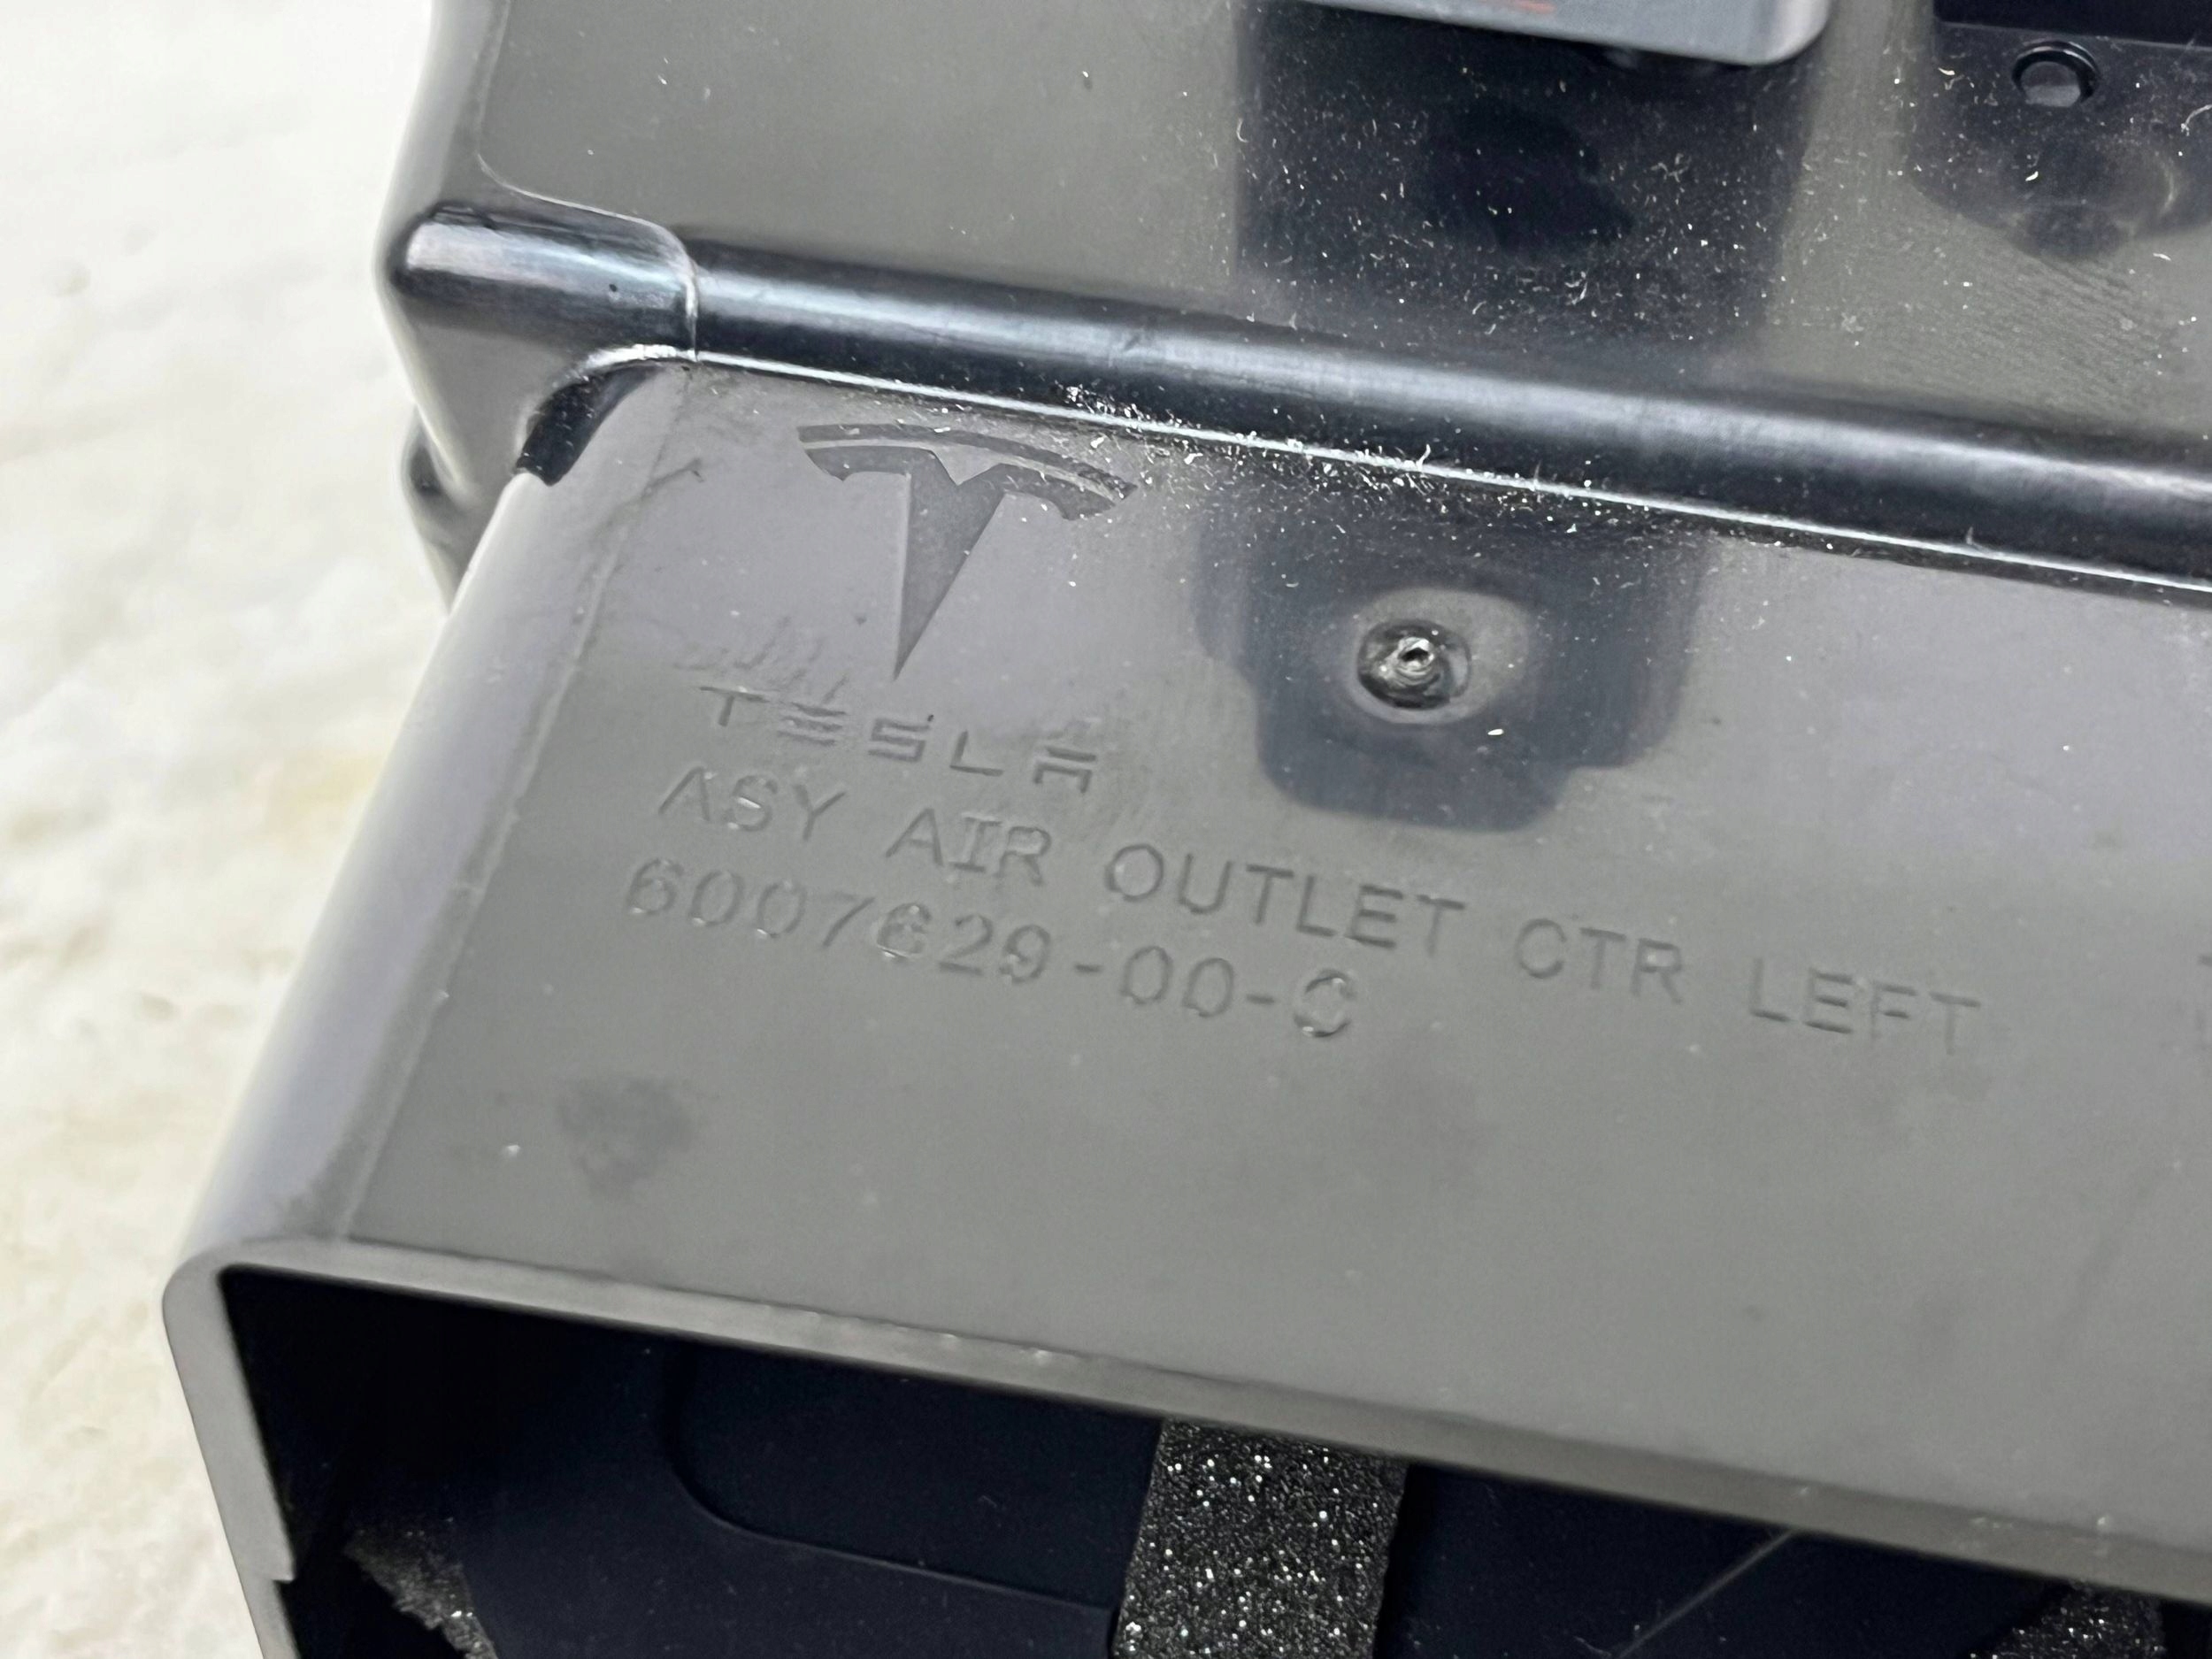 TESLA
ASY AIR OUTLET CTR LEFT
6007629-00-C